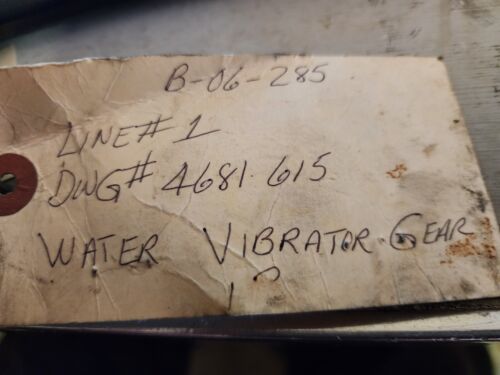 B-06-285
LINE# 1
DWG# 4681.615
WATER VIBRATOR GEAR